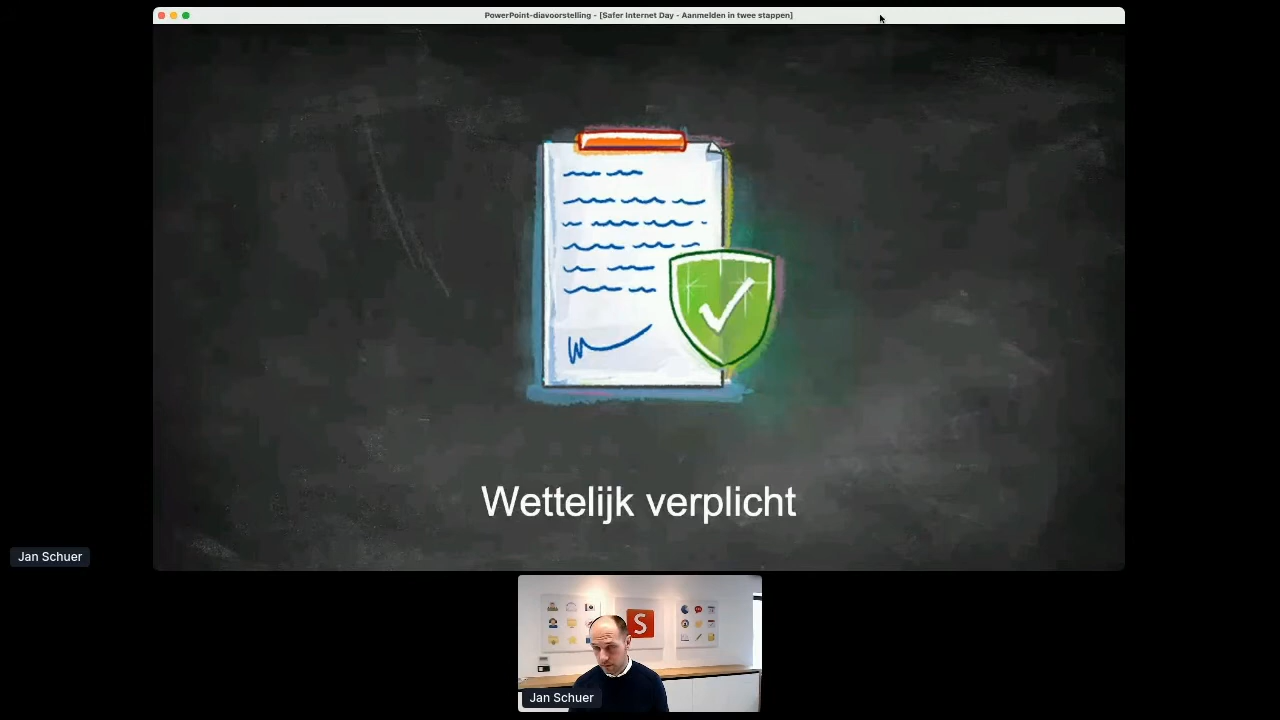 PowerPoint-diavoorstelling - [Safer Internet Day - Aanmelden in twee stappen]
Wettelijk verplicht
Jan Schuer
S
Jan Schuer